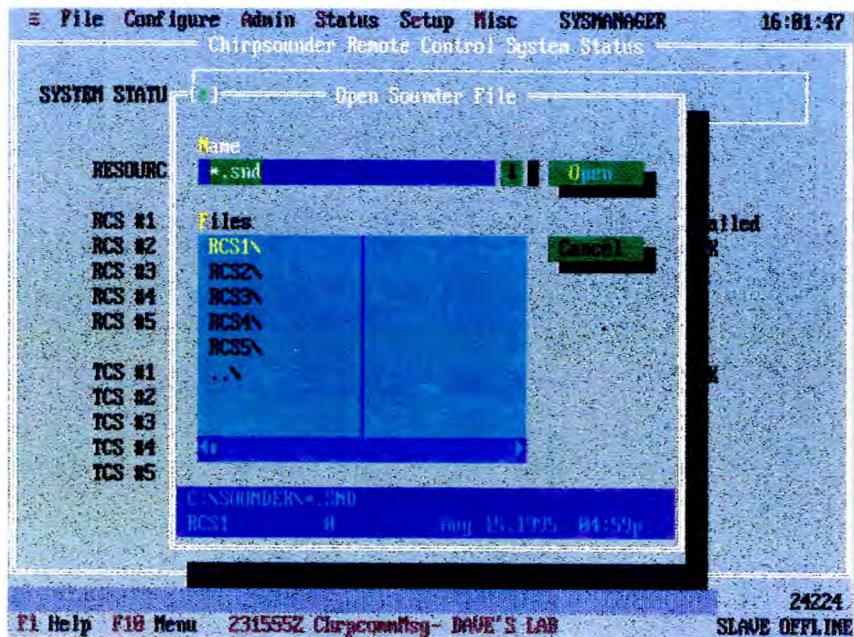 ≡ File Configure Admin Status Setup Misc SYSMANAGER 16:01:47
Chirpsounder Remote Control System Status
SYSTEM STATU
Open Sounder File
Name
*.snd
Open
RESOURC
Files
RCS #1
ailed
RCS1\
Cancel
RCS #2
RCS2\
RCS #3
RCS3\
RCS #4
RCS4\
RCS #5
RCS5\
..\
TCS #1
TCS #2
TCS #3
TCS #4
TCS #5
C:\SOUNDER\*.SND
RCS1 0 Aug 15,1995 04:59p
24224
F1 Help F10 Menu 231555Z ChrpcommMsg- DAVE'S LAB SLAVE OFFLINE